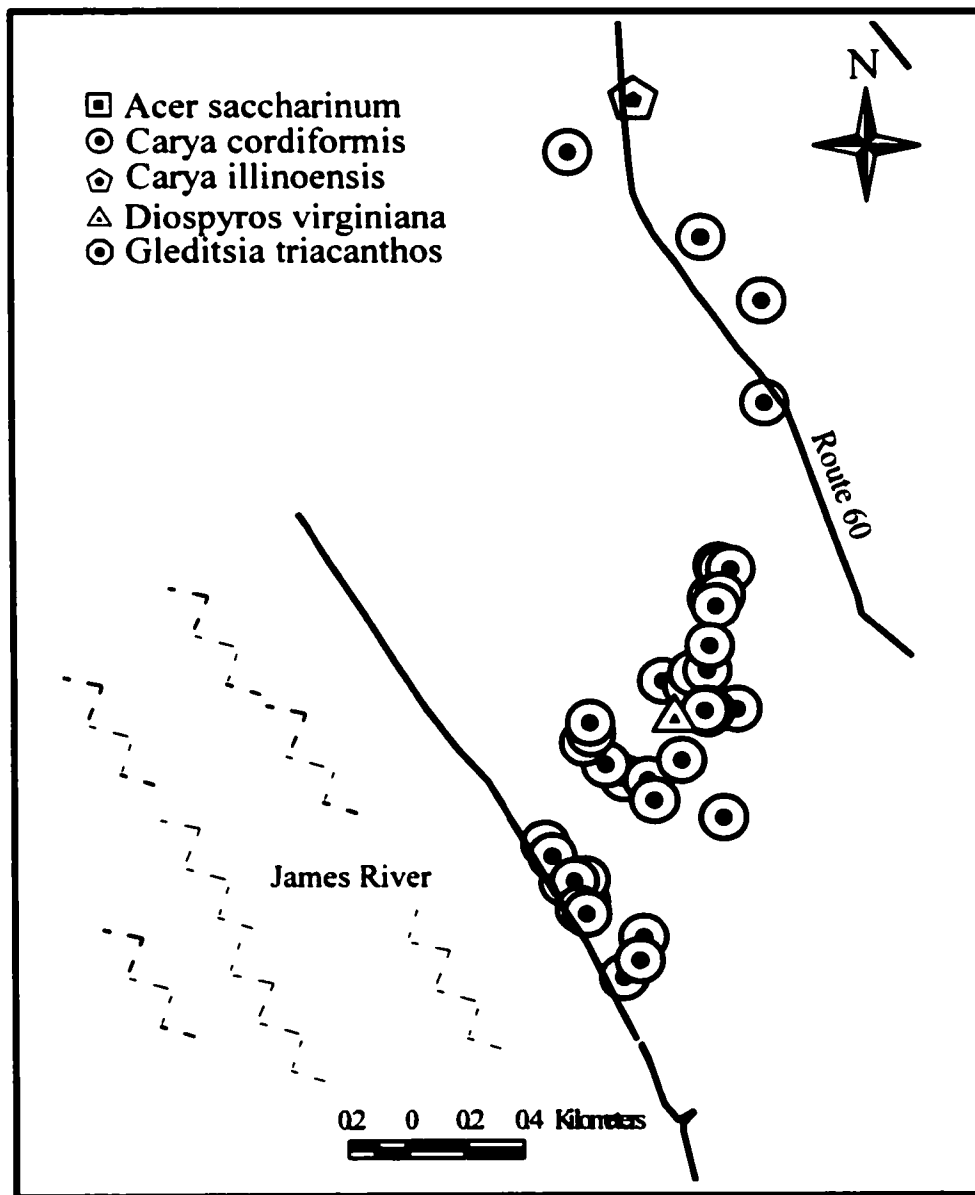 N
Acer saccharinum
Carya cordiformis
Carya illinoensis
Diospyros virginiana
Gleditsia triacanthos
Route 60
James River
02 0 02 04 Kilometers